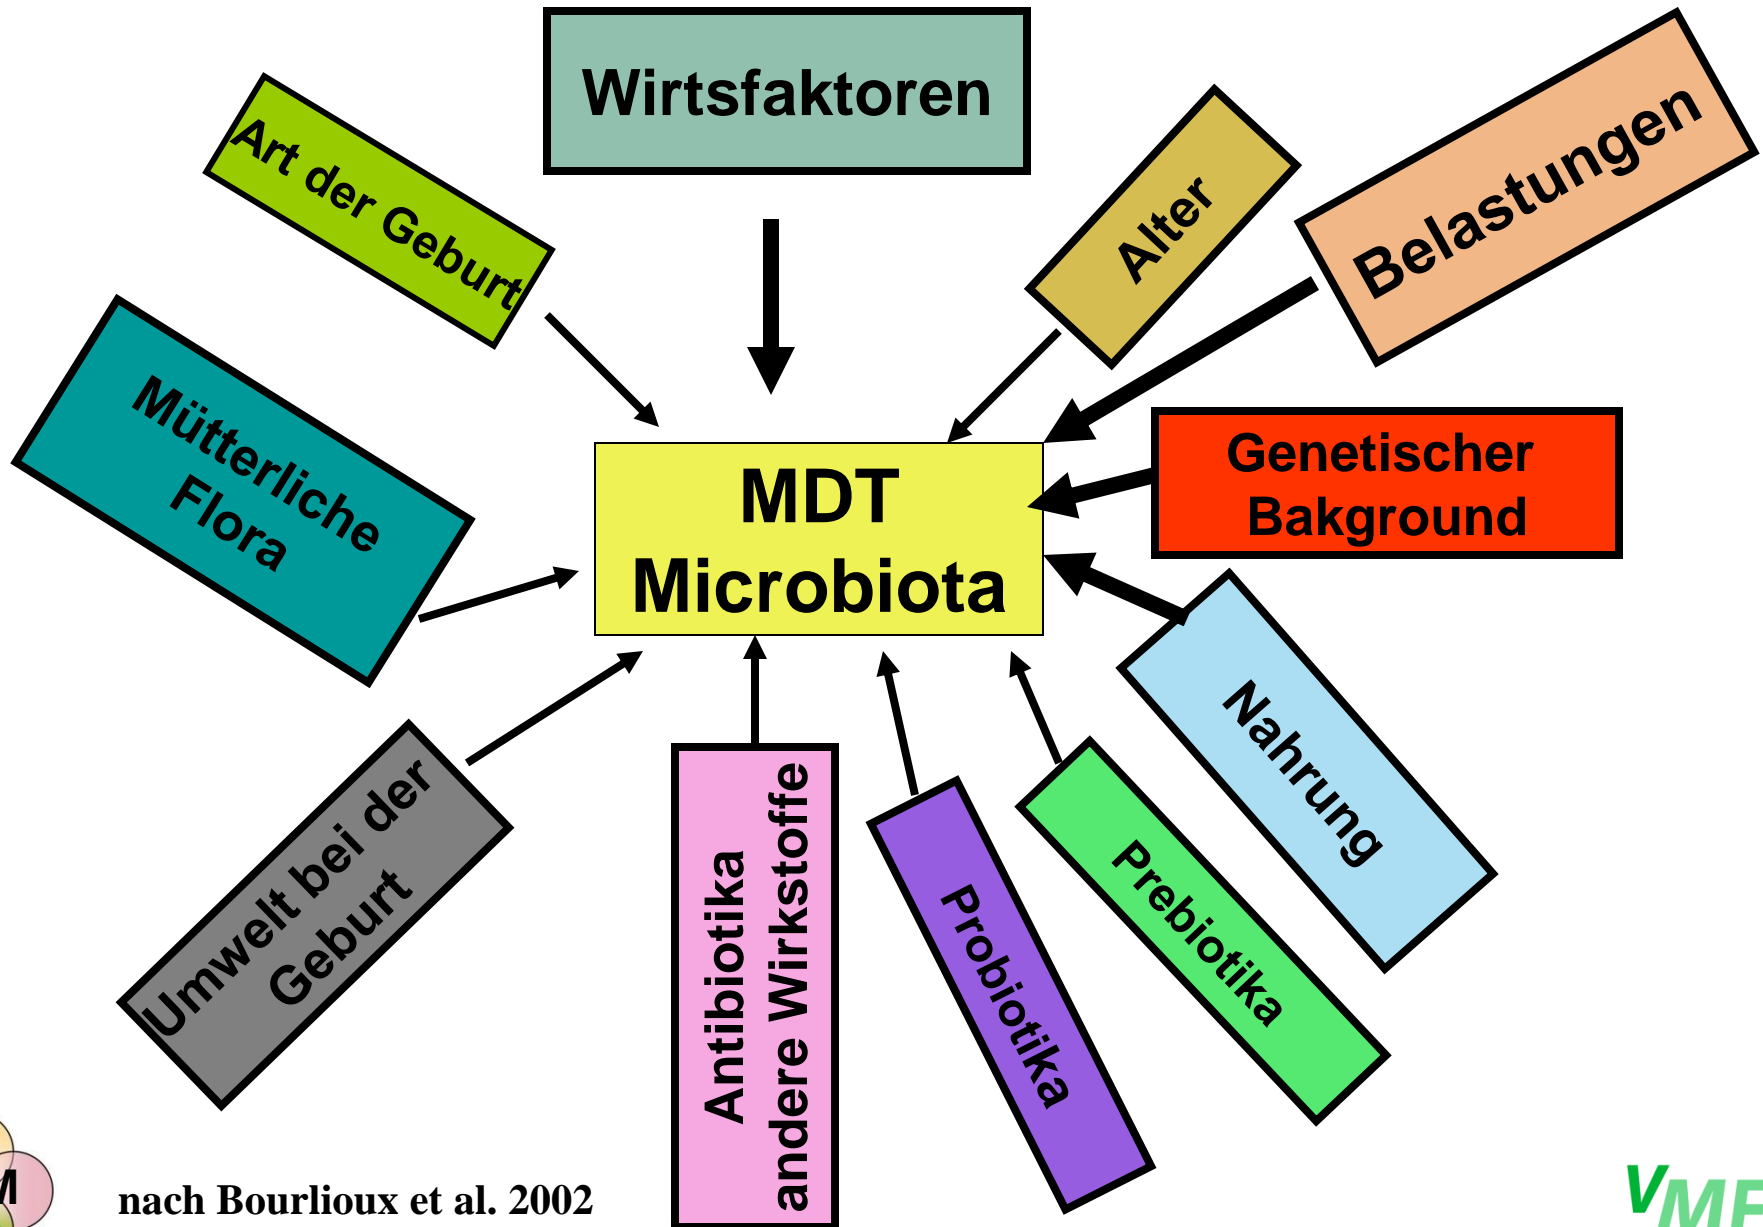 Wirtsfaktoren
Art der Geburt
Alter
Belastungen
Mütterliche
Flora
MDT
Microbiota
Genetischer
Bakground
Nahrung
Umwelt bei der
Geburt
Antibiotika
andere Wirkstoffe
Probiotika
Prebiotika
nach Bourlioux et al. 2002